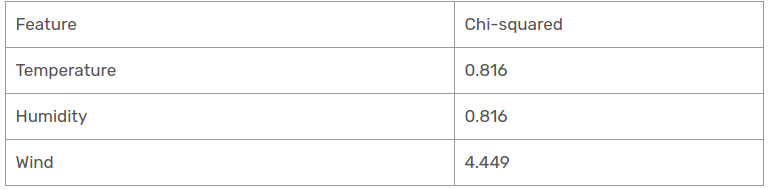 Feature Chi-squared
Temperature 0.816
Humidity 0.816
Wind 4.449